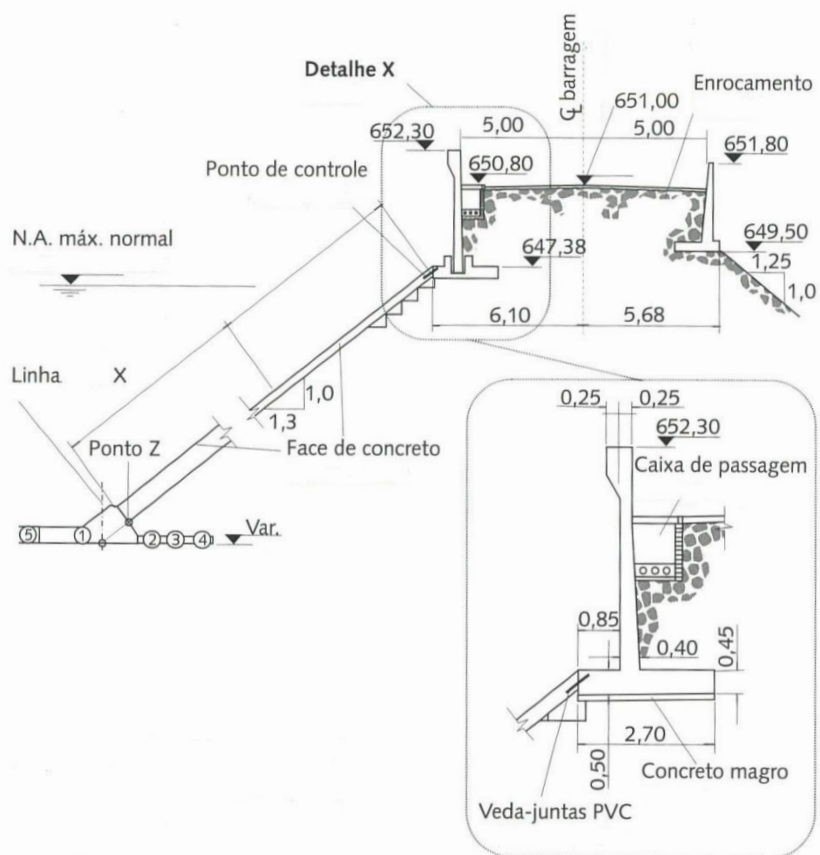 Detalhe X
℄ barragem
Enrocamento
652,30
5,00
651,00
5,00
651,80
Ponto de controle
650,80
N.A. máx. normal
647,38
649,50
1,25
1,0
6,10
5,68
Linha X
1,0
1,3
Ponto Z
Face de concreto
5 1 2 3 4
Var.
0,25
0,25
652,30
Caixa de passagem
0,85
0,40
0,45
2,70
0,50
Concreto magro
Veda-juntas PVC